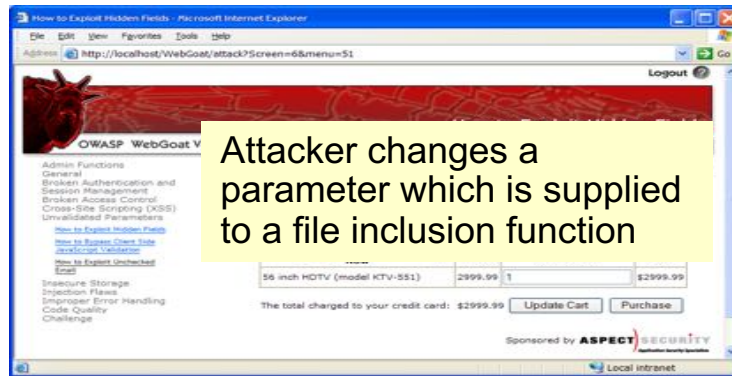 How to Exploit Hidden Fields - Microsoft Internet Explorer
File Edit View Favorites Tools Help
Address http://localhost/WebGoat/attack?Screen=6&menu=51 Go
Logout
OWASP WebGoat V
Attacker changes a
parameter which is supplied
to a file inclusion function
Admin Functions
General
Broken Authentication and
Session Management
Broken Access Control
Cross-Site Scripting (XSS)
Unvalidated Parameters
How to Exploit Hidden Fields
How to Bypass Client Side
JavaScript Validation
How to Exploit Unchecked
Email
Insecure Storage
Injection Flaws
Improper Error Handling
Code Quality
Challenge
56 inch HDTV (model KTV-551) 2999.99 1 $2999.99
The total charged to your credit card: $2999.99 Update Cart Purchase
Sponsored by ASPECT SECURITY
Application Security Specialists
Local intranet